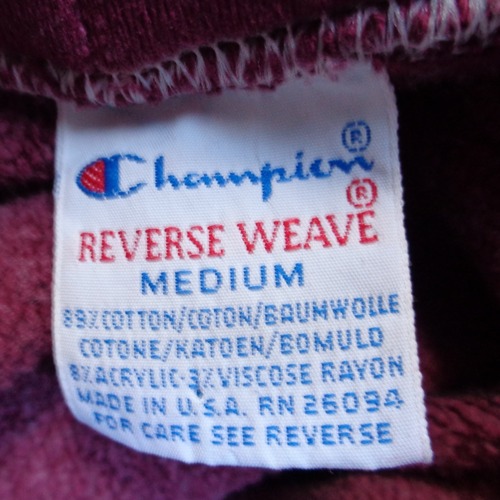 Champion®
REVERSE WEAVE®
MEDIUM
89% COTTON/COTON/BAUMWOLLE
COTONE/KATOEN/BOMULD
8% ACRYLIC·3% VISCOSE RAYON
MADE IN U.S.A. RN 26094
FOR CARE SEE REVERSE